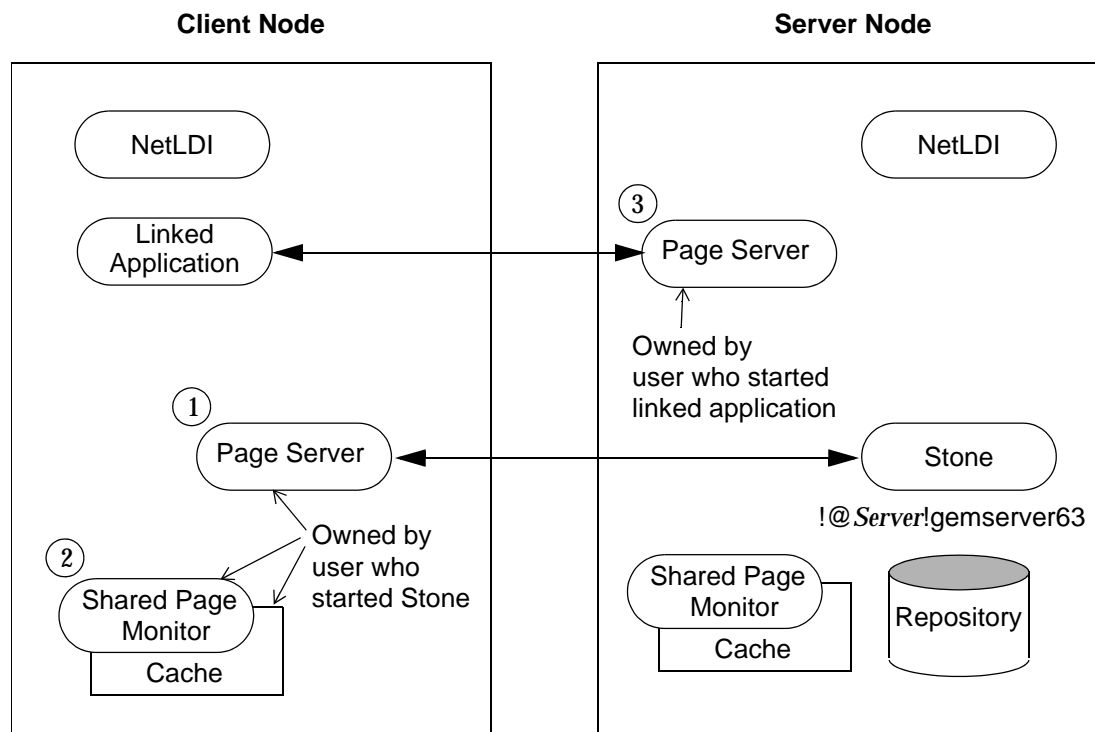 Client Node
Server Node
NetLDI
NetLDI
Linked
Application
3
Page Server
Owned by
user who started
linked application
1
Page Server
Stone
!@Server!gemserver63
Owned by
user who
started Stone
2
Shared Page
Monitor
Cache
Shared Page
Monitor
Cache
Repository